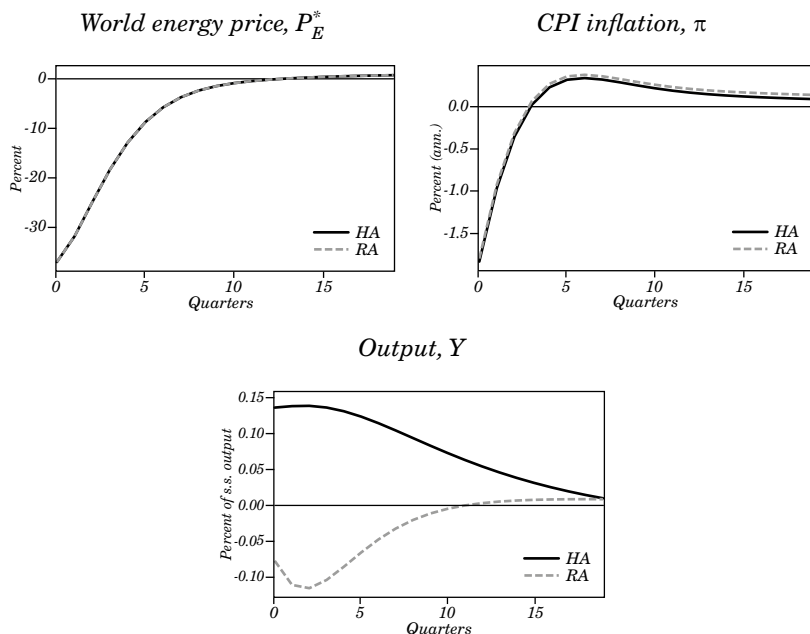 World energy price, P*E
CPI inflation, π
Percent
0
-10
-20
-30
HA
RA
0 5 10 15
Quarters
Percent (ann.)
0.0
-0.5
-1.0
-1.5
HA
RA
0 5 10 15
Quarters
Output, Y
Percent of s.s. output
0.15
0.10
0.05
0.00
-0.05
-0.10
HA
RA
0 5 10 15
Quarters